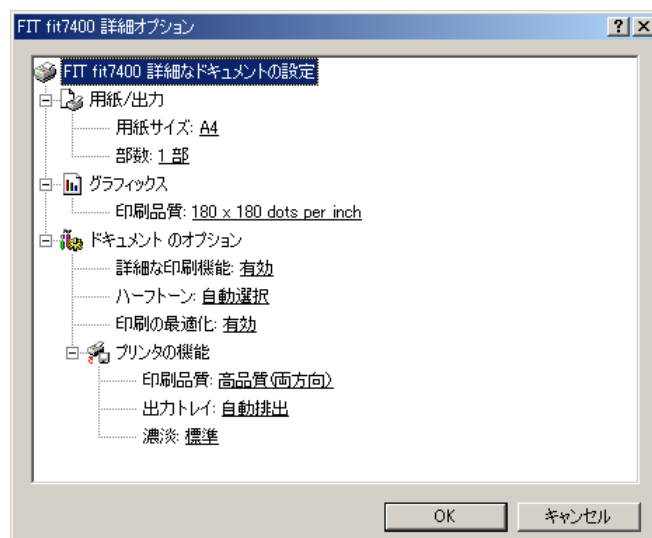 FIT fit7400 詳細オプション
FIT fit7400 詳細なドキュメントの設定
用紙/出力
用紙サイズ: A4
部数: 1 部
グラフィックス
印刷品質: 180 x 180 dots per inch
ドキュメント のオプション
詳細な印刷機能: 有効
ハーフトーン: 自動選択
印刷の最適化: 有効
プリンタの機能
印刷品質: 高品質(両方向)
出力トレイ: 自動排出
濃淡: 標準
OK キャンセル